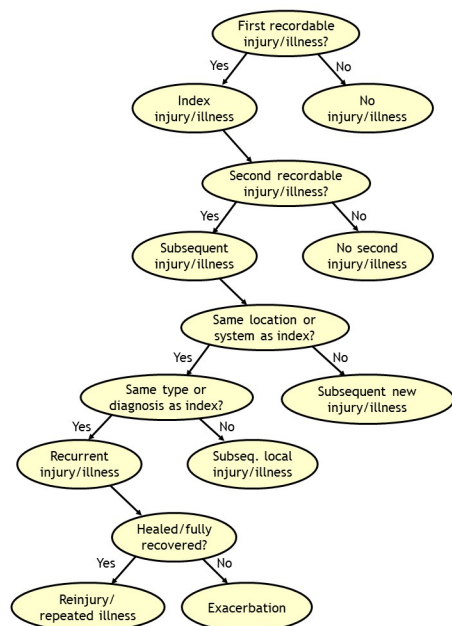 First recordable
injury/illness?
Yes
No
Index
injury/illness
No
injury/illness
Second recordable
injury/illness?
Yes
No
Subsequent
injury/illness
No second
injury/illness
Same location or
system as index?
Yes
No
Same type or
diagnosis as index?
Subsequent new
injury/illness
Yes
No
Recurrent
injury/illness
Subseq. local
injury/illness
Healed/fully
recovered?
Yes
No
Reinjury/
repeated illness
Exacerbation